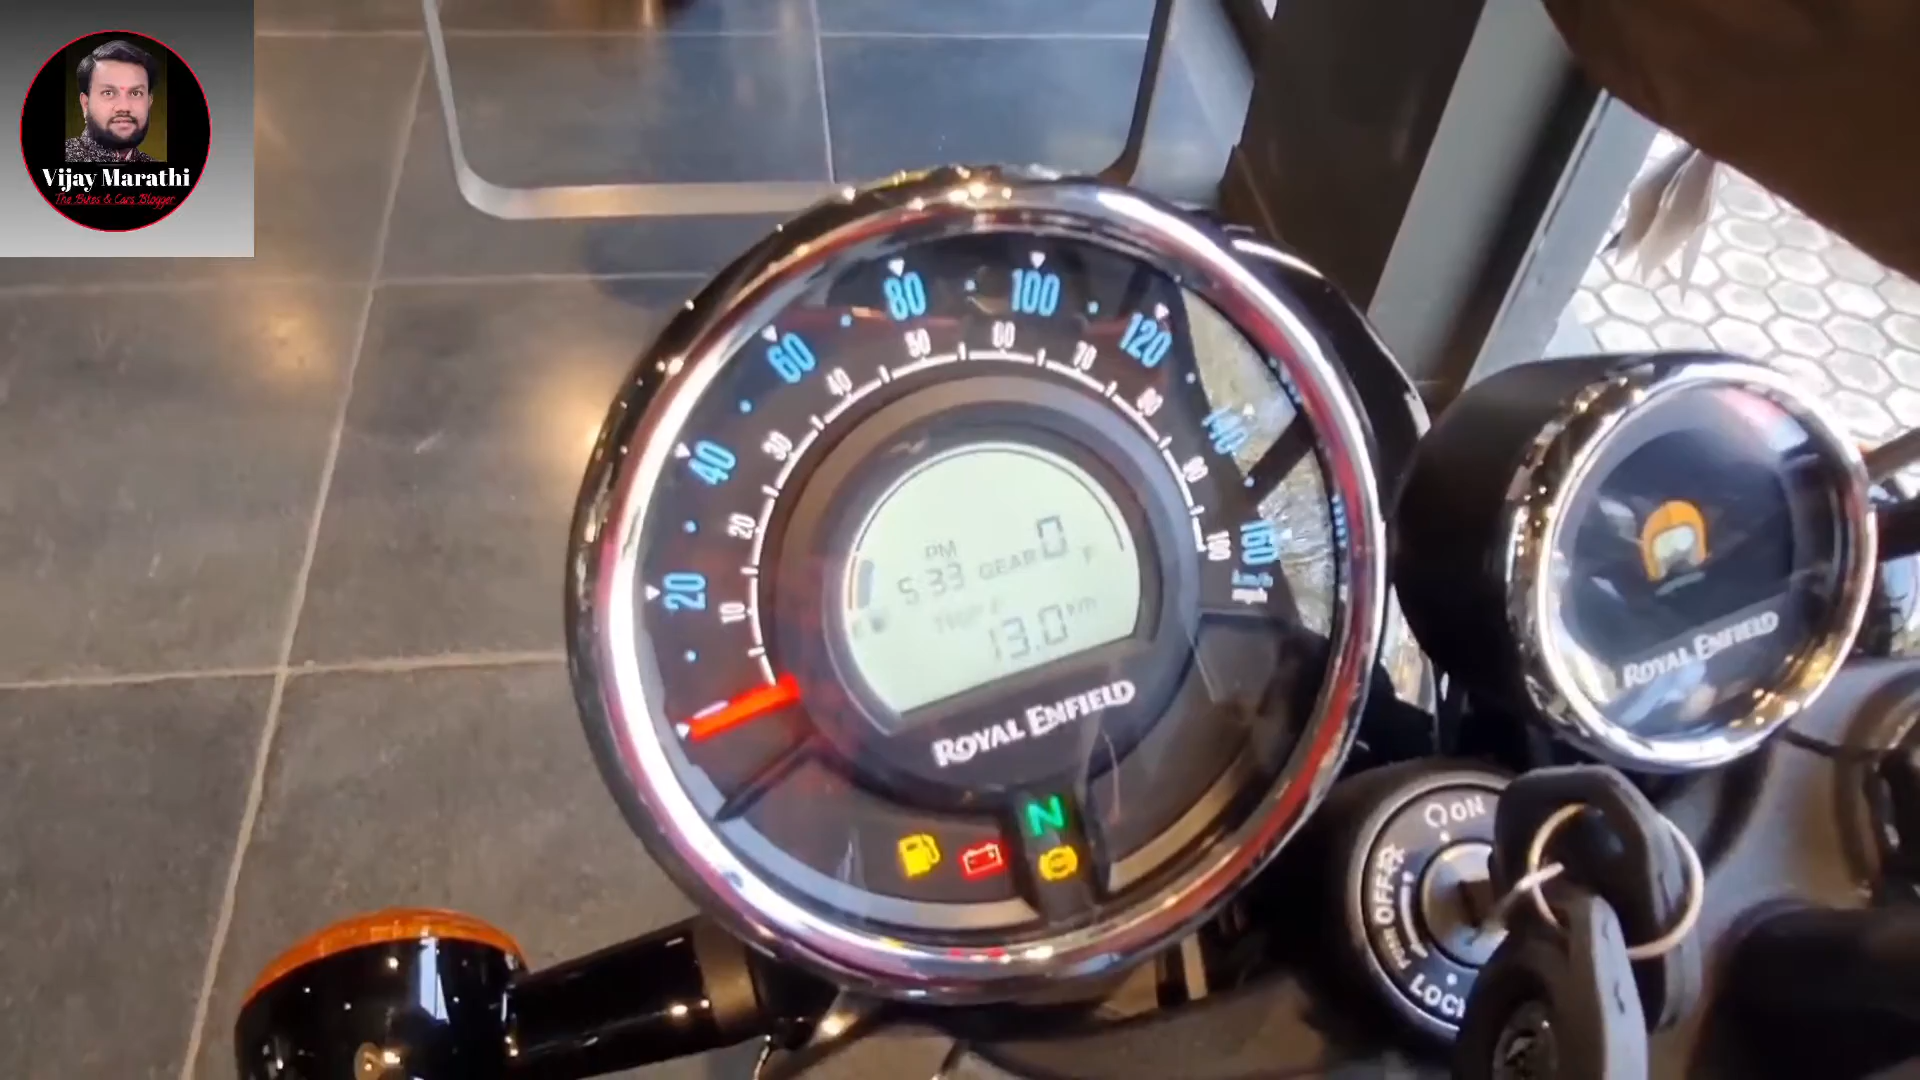 Vijay Marathi
The Bikes & Cars Blogger
20
40
60
80
100
120
140
160
km/h
mph
10
20
30
40
50
60
70
80
90
100
PM
5:33
GEAR 0
F
TRIP F
13.0 km
ROYAL ENFIELD
N
ROYAL ENFIELD
ON
OFF
LOCK